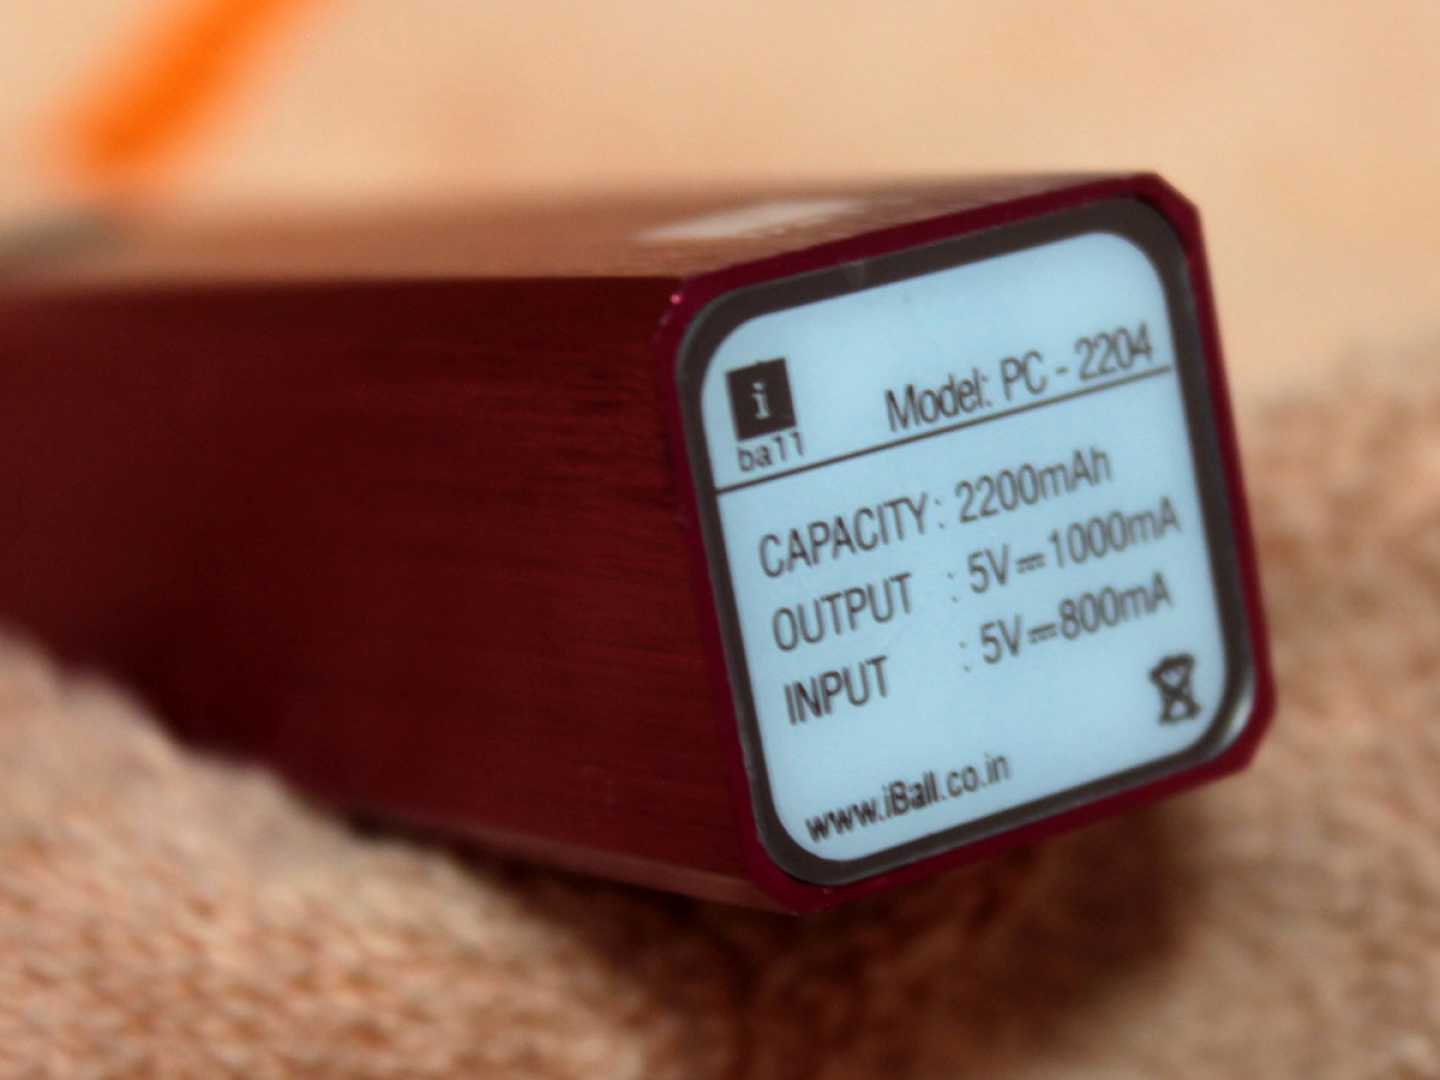 i
ball
Model: PC - 2204
CAPACITY : 2200mAh
OUTPUT : 5V⎓1000mA
INPUT : 5V⎓800mA
www.iBall.co.in